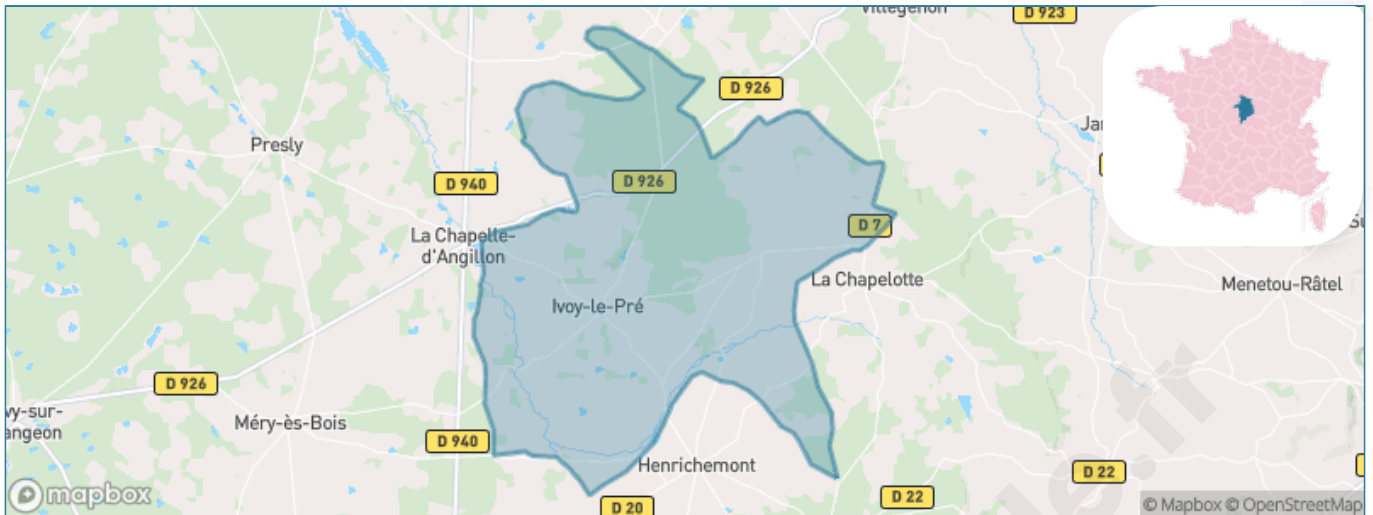 Villegenon
D 923
D 926
Presly
D 940
D 926
La Chapelle-
d'Angillon
D 7
La Chapelotte
Menetou-Râtel
Ivoy-le-Pré
D 926
Méry-ès-Bois
D 940
Henrichemont
D 22
D 22
D 20
mapbox
© Mapbox © OpenStreetMap